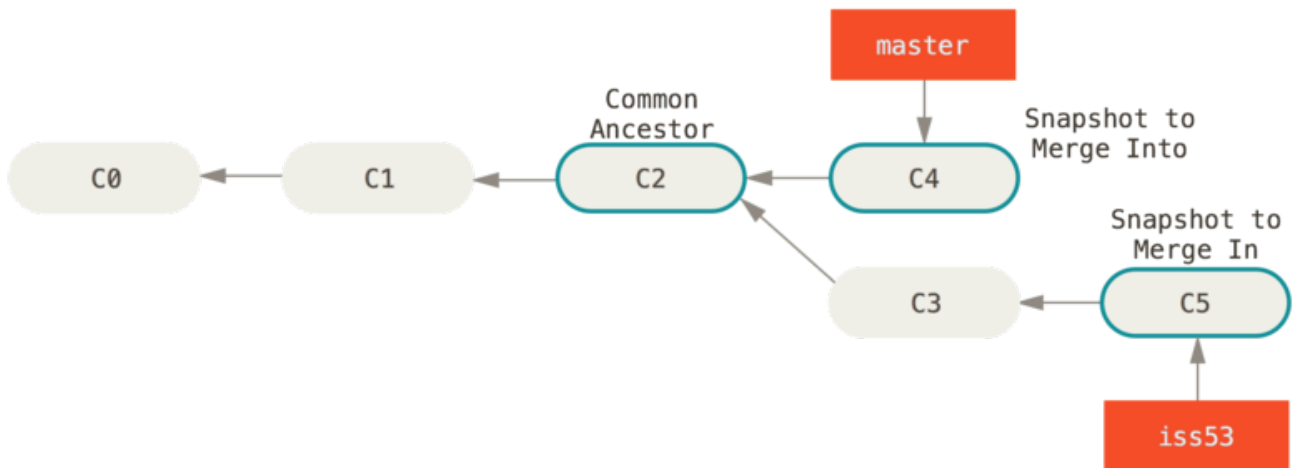 master
Common
Ancestor
Snapshot to
Merge Into
C0
C1
C2
C4
Snapshot to
Merge In
C3
C5
iss53